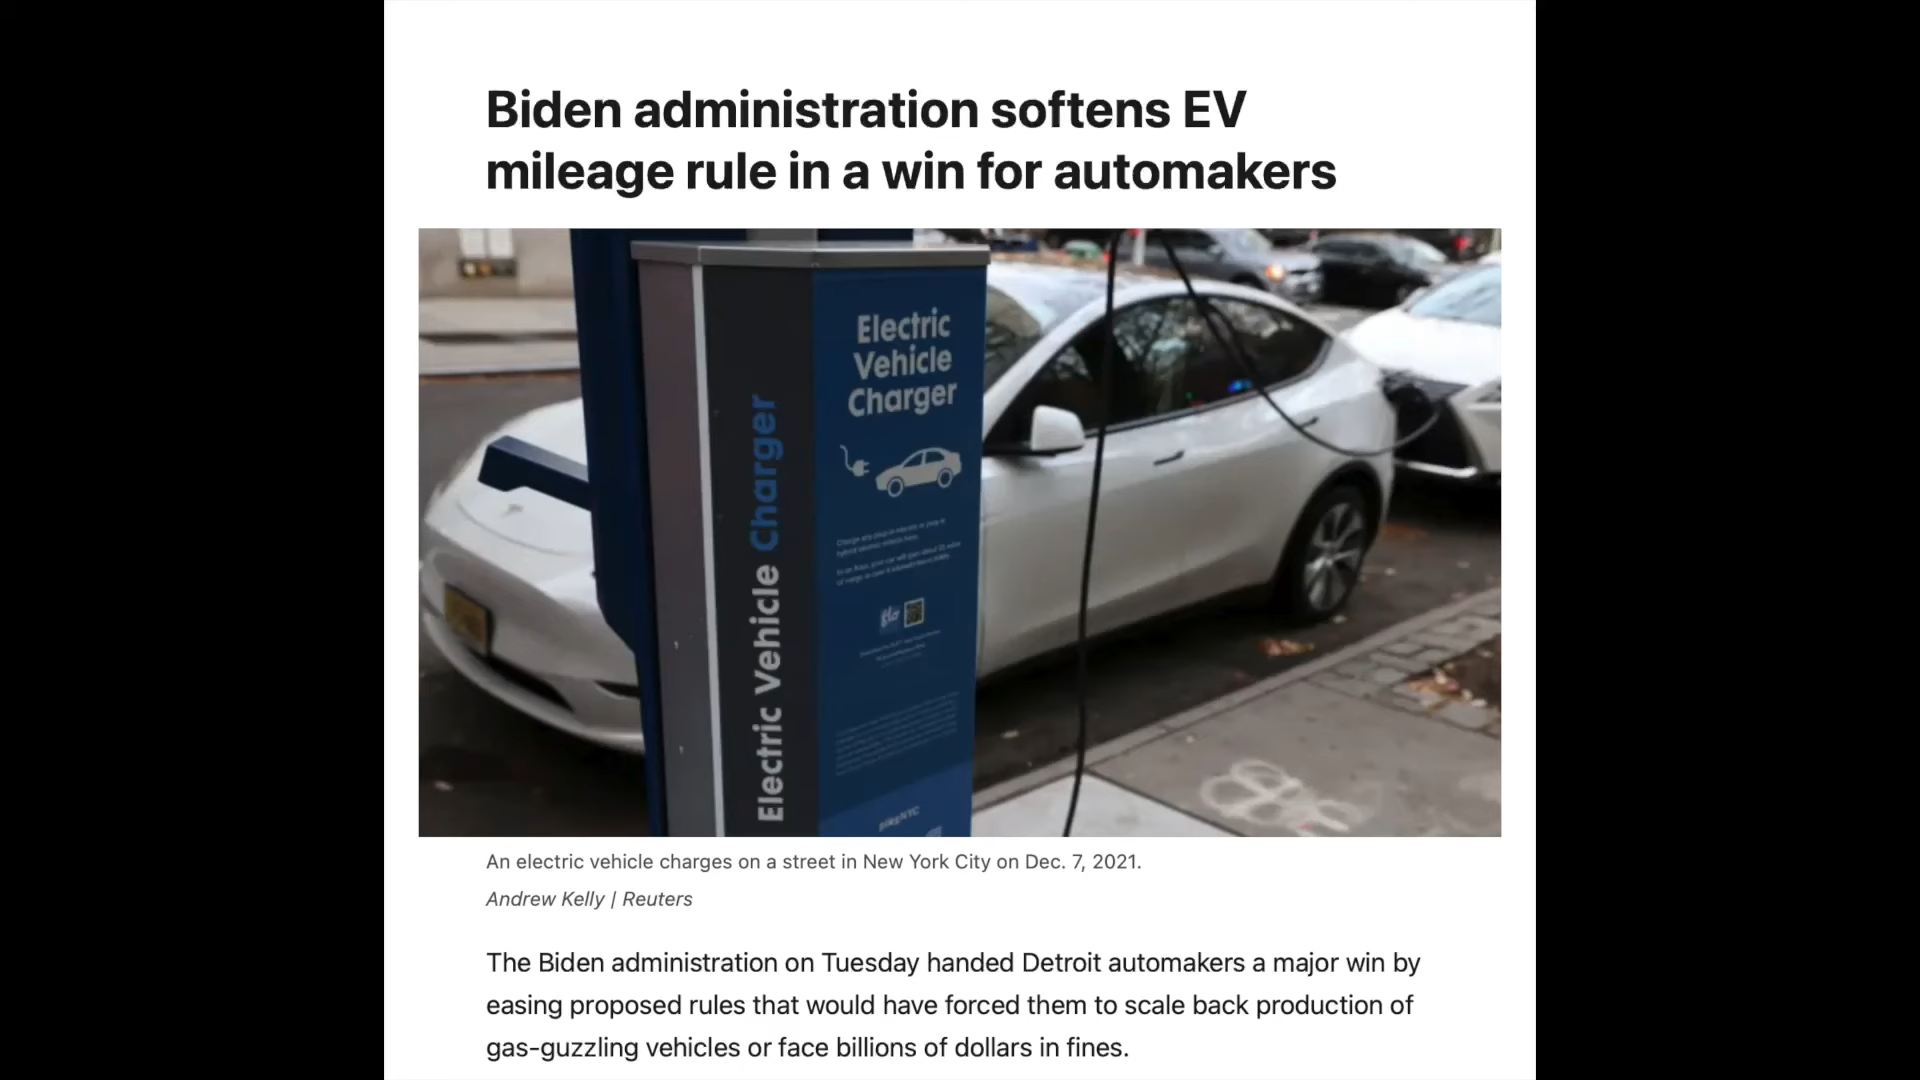 Biden administration softens EV
mileage rule in a win for automakers
Electric
Vehicle
Charger
Electric Vehicle Charger
An electric vehicle charges on a street in New York City on Dec. 7, 2021.
Andrew Kelly | Reuters
The Biden administration on Tuesday handed Detroit automakers a major win by
easing proposed rules that would have forced them to scale back production of
gas-guzzling vehicles or face billions of dollars in fines.